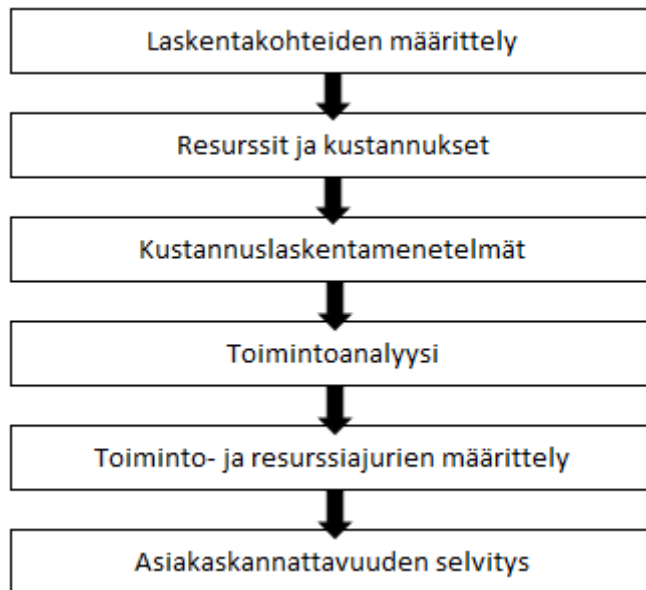 Laskentakohteiden määrittely
Resurssit ja kustannukset
Kustannuslaskentamenetelmät
Toimintoanalyysi
Toiminto- ja resurssiajurien määrittely
Asiakaskannattavuuden selvitys